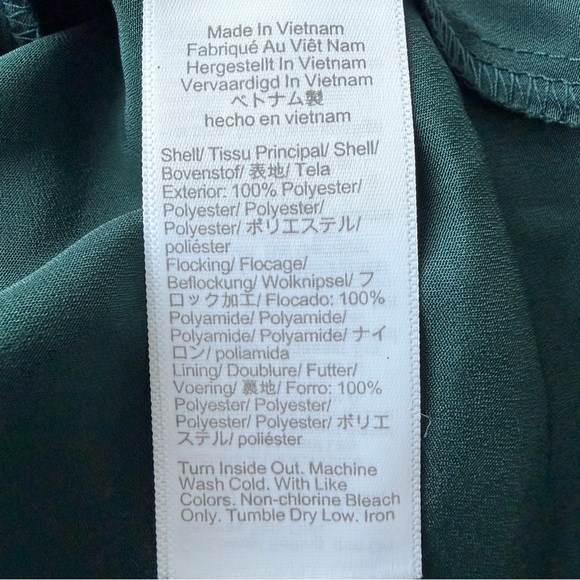 Made In Vietnam
Fabriqué Au Viêt Nam
Hergestellt In Vietnam
Vervaardigd In Vietnam
ベトナム製
hecho en vietnam
Shell/ Tissu Principal/ Shell/
Bovenstof/ 表地/ Tela
Exterior: 100% Polyester/
Polyester/ Polyester/
Polyester/ ポリエステル/
poliéster
Flocking/ Flocage/
Beflockung/ Wolknipsel/ フ
ロック加工/ Flocado: 100%
Polyamide/ Polyamide/
Polyamide/ Polyamide/ ナイ
ロン/ poliamida
Lining/ Doublure/ Futter/
Voering/ 裏地/ Forro: 100%
Polyester/ Polyester/
Polyester/ Polyester/ ポリエ
ステル/ poliéster
Turn Inside Out. Machine
Wash Cold. With Like
Colors. Non-chlorine Bleach
Only. Tumble Dry Low. Iron